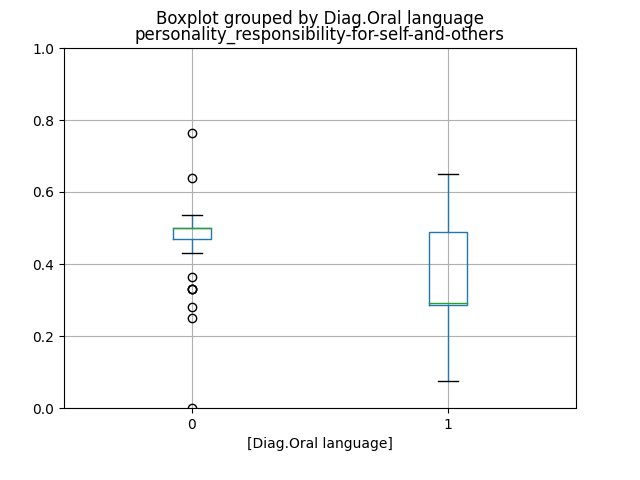 Boxplot grouped by Diag.Oral language
personality_responsibility-for-self-and-others
1.0
0.8
0.6
0.4
0.2
0.0
0 1
[Diag.Oral language]